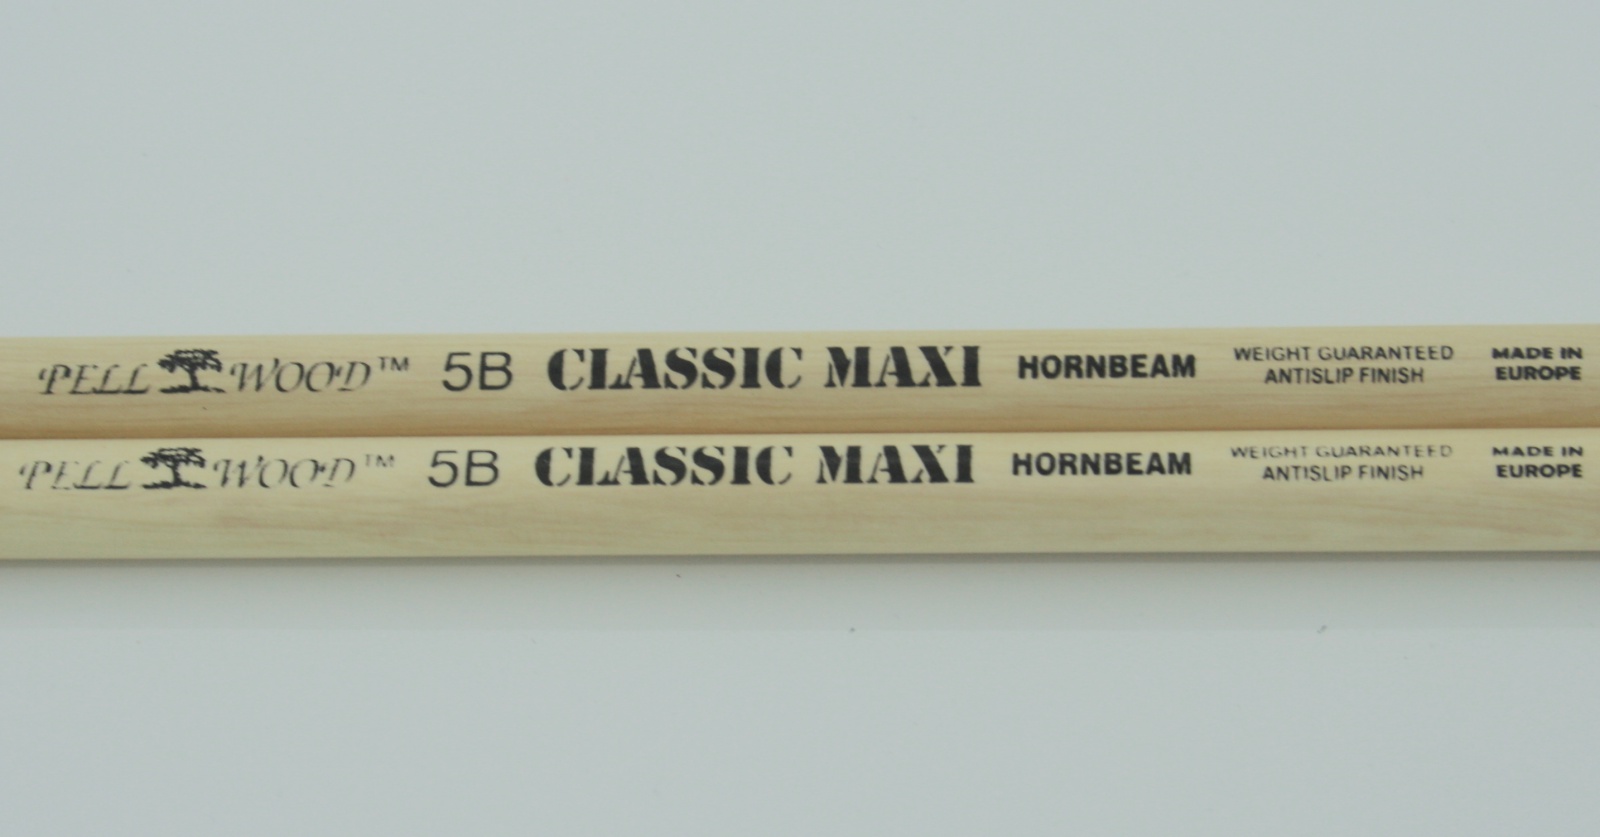 PELL WOOD™ 5B CLASSIC MAXI HORNBEAM WEIGHT GUARANTEED ANTISLIP FINISH MADE IN EUROPE
PELL WOOD™ 5B CLASSIC MAXI HORNBEAM WEIGHT GUARANTEED ANTISLIP FINISH MADE IN EUROPE